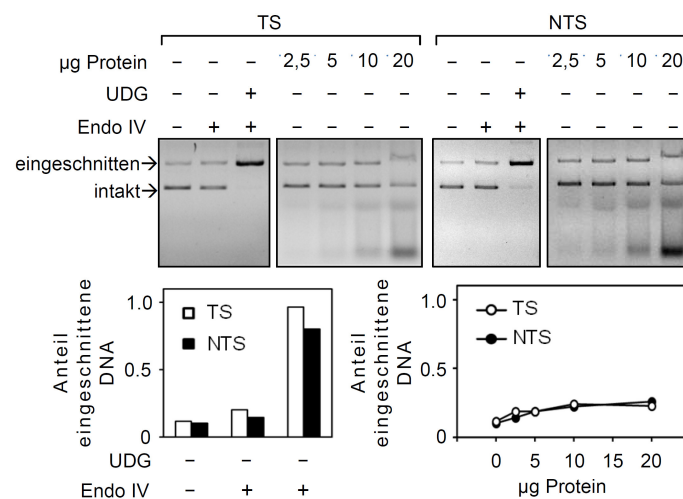 TS NTS
µg Protein – – – 2,5 5 10 20 – – – 2,5 5 10 20
UDG – – + – – +
Endo IV – + + – + +
eingeschnitten→
intakt→
Anteil
eingeschnittene
DNA
1.0
0.5
0
TS
NTS
UDG – – –
Endo IV – + +
Anteil
eingeschnittene
DNA
1.0
0.5
0
TS
NTS
0 5 10 15 20
µg Protein